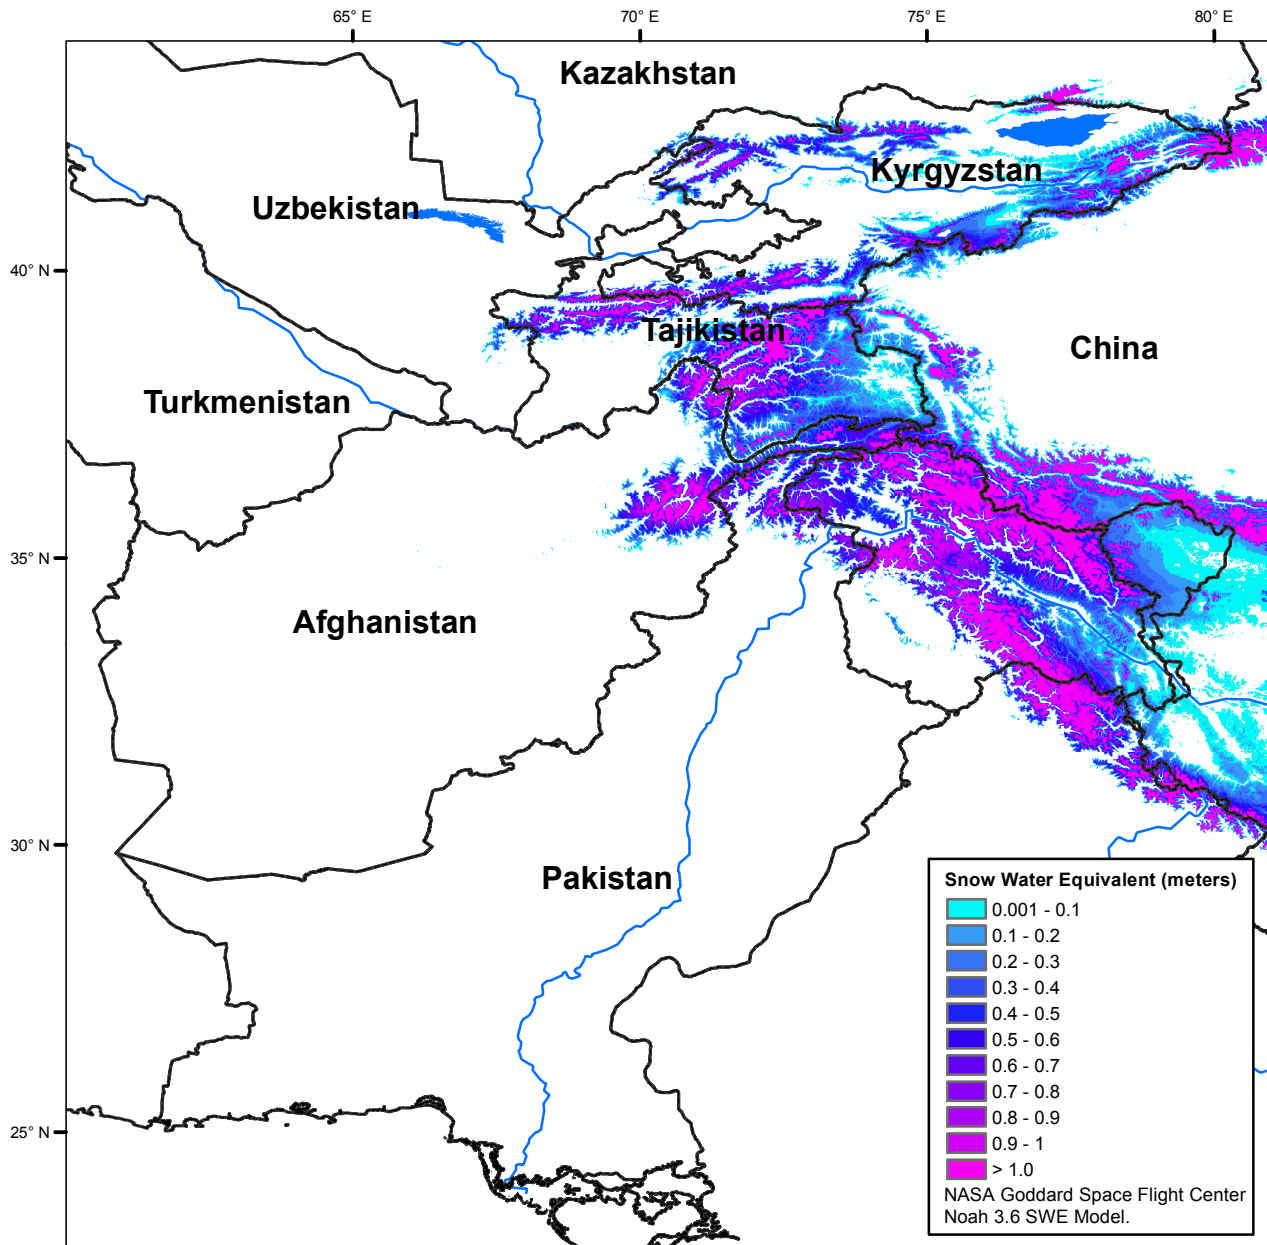 65° E
70° E
75° E
80° E
Kazakhstan
Kyrgyzstan
Uzbekistan
40° N
Tajikistan
China
Turkmenistan
35° N
Afghanistan
30° N
Pakistan
25° N
Snow Water Equivalent (meters)
0.001 - 0.1
0.1 - 0.2
0.2 - 0.3
0.3 - 0.4
0.4 - 0.5
0.5 - 0.6
0.6 - 0.7
0.7 - 0.8
0.8 - 0.9
0.9 - 1
> 1.0
NASA Goddard Space Flight Center
Noah 3.6 SWE Model.